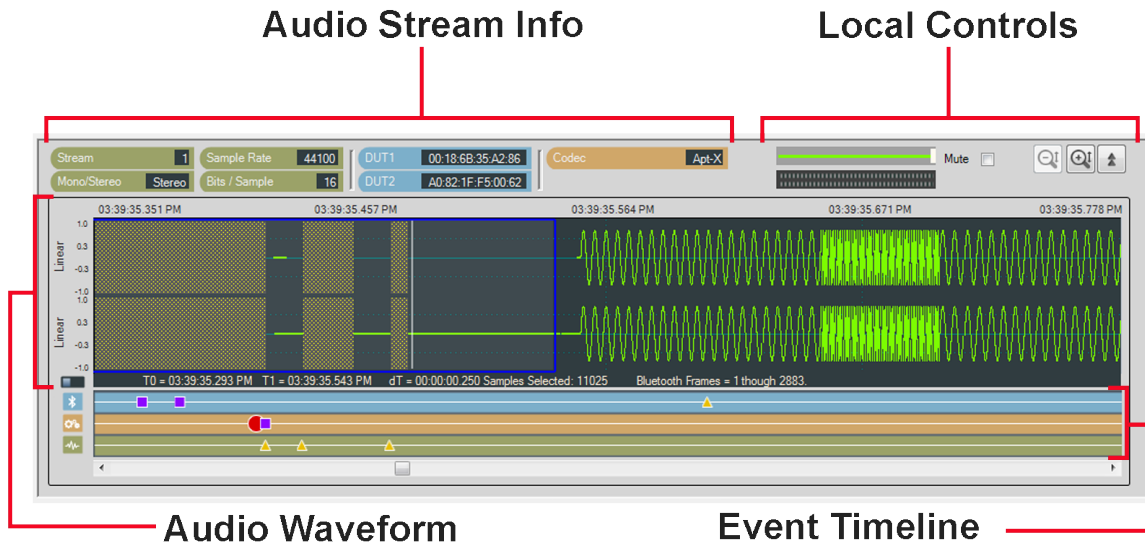 Audio Stream Info
Local Controls
Stream 1
Sample Rate 44100
DUT1 00:18:6B:35:A2:86
Codec Apt-X
Mute
Mono/Stereo Stereo
Bits / Sample 16
DUT2 A0:82:1F:F5:00:62
03:39:35.351 PM 03:39:35.457 PM 03:39:35.564 PM 03:39:35.671 PM 03:39:35.778 PM
1.0
0.3
Linear
-0.3
-1.0
1.0
0.3
Linear
-0.3
-1.0
T0 = 03:39:35.293 PM T1 = 03:39:35.543 PM dT = 00:00:00.250 Samples Selected: 11025 Bluetooth Frames = 1 though 2883.
Audio Waveform
Event Timeline